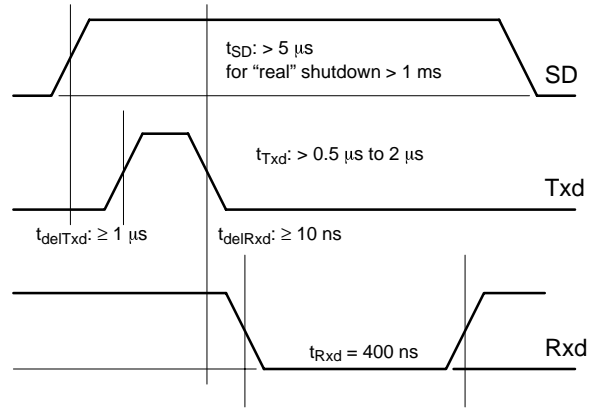 t_SD: > 5 μs
for “real” shutdown > 1 ms
SD
t_Txd: > 0.5 μs to 2 μs
Txd
t_delTxd: ≥ 1 μs
t_delRxd: ≥ 10 ns
t_Rxd = 400 ns
Rxd